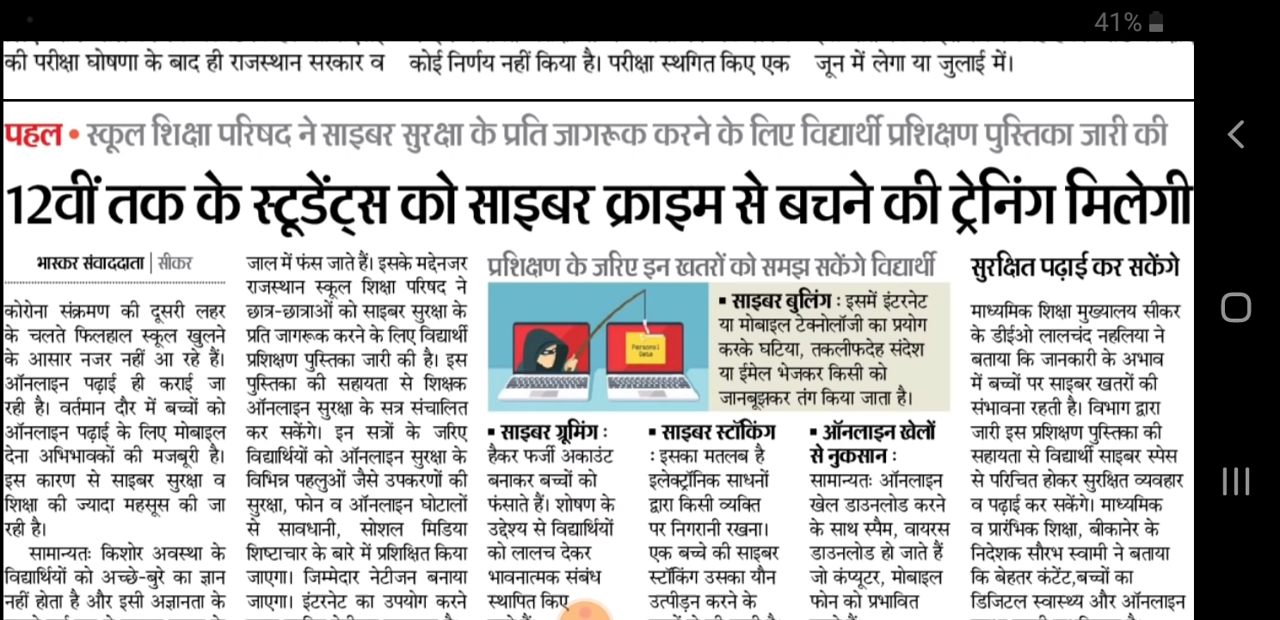 41%
की परीक्षा घोषणा के बाद ही राजस्थान सरकार व
कोई निर्णय नहीं किया है। परीक्षा स्थगित किए एक
जून में लेगा या जुलाई में।
पहल • स्कूल शिक्षा परिषद ने साइबर सुरक्षा के प्रति जागरूक करने के लिए विद्यार्थी प्रशिक्षण पुस्तिका जारी की
12वीं तक के स्टूडेंट्स को साइबर क्राइम से बचने की ट्रेनिंग मिलेगी
भास्कर संवाददाता | सीकर
कोरोना संक्रमण की दूसरी लहर
के चलते फिलहाल स्कूल खुलने
के आसार नजर नहीं आ रहे हैं।
ऑनलाइन पढ़ाई ही कराई जा
रही है। वर्तमान दौर में बच्चों को
ऑनलाइन पढ़ाई के लिए मोबाइल
देना अभिभावकों की मजबूरी है।
इस कारण से साइबर सुरक्षा व
शिक्षा की ज्यादा महसूस की जा
रही है।
सामान्यतः किशोर अवस्था के
विद्यार्थियों को अच्छे-बुरे का ज्ञान
नहीं होता है और इसी अज्ञानता के
जाल में फंस जाते हैं। इसके मद्देनजर
राजस्थान स्कूल शिक्षा परिषद ने
छात्र-छात्राओं को साइबर सुरक्षा के
प्रति जागरूक करने के लिए विद्यार्थी
प्रशिक्षण पुस्तिका जारी की है। इस
पुस्तिका की सहायता से शिक्षक
ऑनलाइन सुरक्षा के सत्र संचालित
कर सकेंगे। इन सत्रों के जरिए
विद्यार्थियों को ऑनलाइन सुरक्षा के
विभिन्न पहलुओं जैसे उपकरणों की
सुरक्षा, फोन व ऑनलाइन घोटालों
से सावधानी, सोशल मिडिया
शिष्टाचार के बारे में प्रशिक्षित किया
जाएगा। जिम्मेदार नेटीजन बनाया
जाएगा। इंटरनेट का उपयोग करने
प्रशिक्षण के जरिए इन खतरों को समझ सकेंगे विद्यार्थी
Personal
Data
▪ साइबर बुलिंग : इसमें इंटरनेट
या मोबाइल टेक्नोलॉजी का प्रयोग
करके घटिया, तकलीफदेह संदेश
या ईमेल भेजकर किसी को
जानबूझकर तंग किया जाता है।
▪ साइबर ग्रूमिंग :
हैकर फर्जी अकाउंट
बनाकर बच्चों को
फंसाते हैं। शोषण के
उद्देश्य से विद्यार्थियों
को लालच देकर
भावनात्मक संबंध
स्थापित किए
▪ साइबर स्टॉकिंग
: इसका मतलब है
इलेक्ट्रॉनिक साधनों
द्वारा किसी व्यक्ति
पर निगरानी रखना।
एक बच्चे की साइबर
स्टॉकिंग उसका यौन
उत्पीड़न करने के
▪ ऑनलाइन खेलों
से नुकसान :
सामान्यतः ऑनलाइन
खेल डाउनलोड करने
के साथ स्पैम, वायरस
डाउनलोड हो जाते हैं
जो कंप्यूटर, मोबाइल
फोन को प्रभावित
सुरक्षित पढ़ाई कर सकेंगे
माध्यमिक शिक्षा मुख्यालय सीकर
के डीईओ लालचंद नहलिया ने
बताया कि जानकारी के अभाव
में बच्चों पर साइबर खतरों की
संभावना रहती है। विभाग द्वारा
जारी इस प्रशिक्षण पुस्तिका की
सहायता से विद्यार्थी साइबर स्पेस
से परिचित होकर सुरक्षित व्यवहार
व पढ़ाई कर सकेंगे। माध्यमिक
व प्रारंभिक शिक्षा, बीकानेर के
निदेशक सौरभ स्वामी ने बताया
कि बेहतर कंटेंट,बच्चों का
डिजिटल स्वास्थ्य और ऑनलाइन